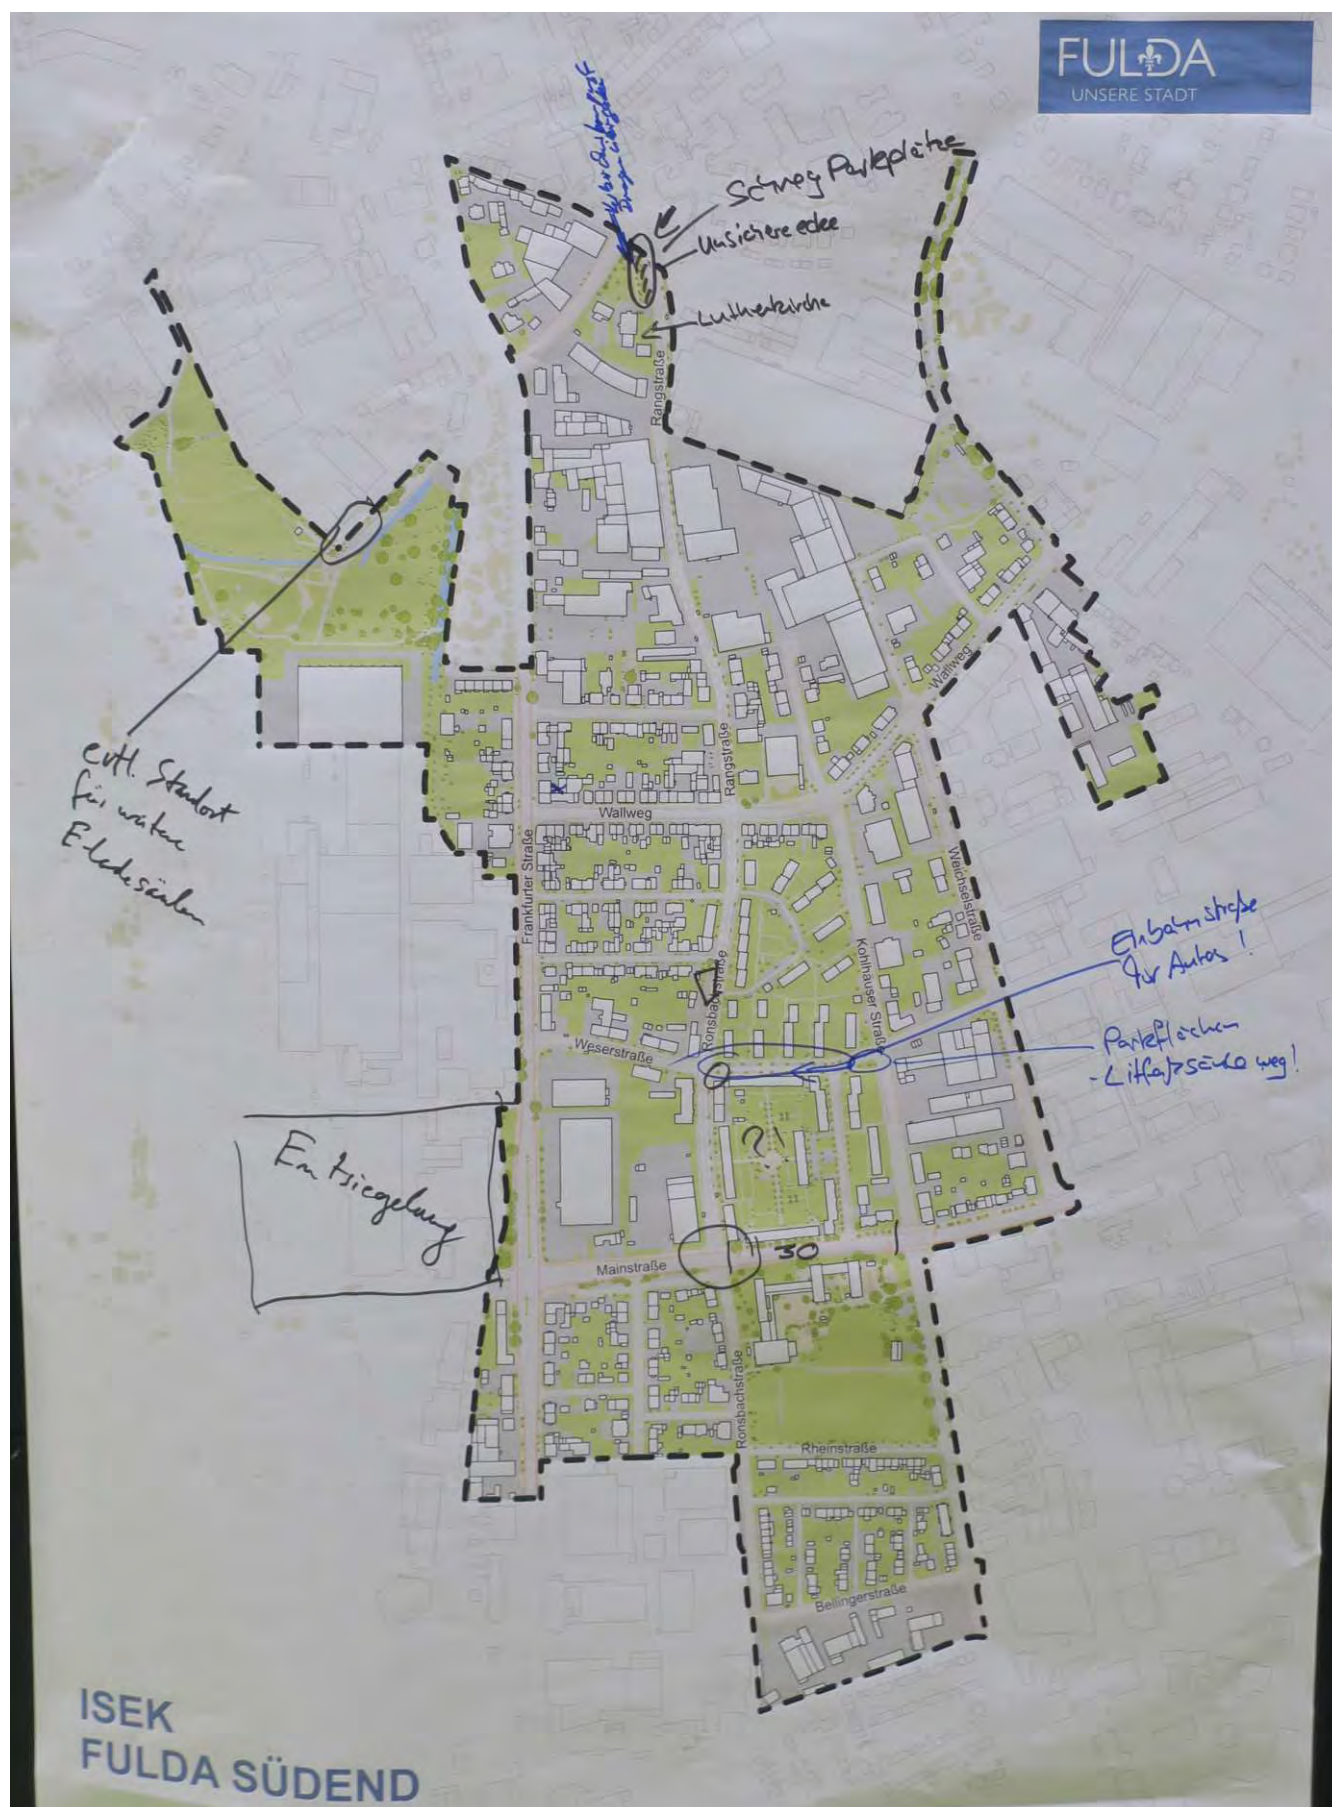 FULDA
UNSERE STADT
Schräg Parkplätze
Unsichere ecke
Lutherkirche
Rangstraße
Wallweg
Rangstraße
evtl. Standort
für weitere
E-Ladesäulen
Wallweg
Frankfurter Straße
Weichselstraße
Kohlhäuser Straße
Ronsbachstraße
Einbahnstraße
für Autos!
Weserstraße
Parkflächen
- Litfaßsäule weg!
Entsiegelung
?!
30
Mainstraße
Ronsbachstraße
Rheinstraße
Bellingerstraße
ISEK
FULDA SÜDEND